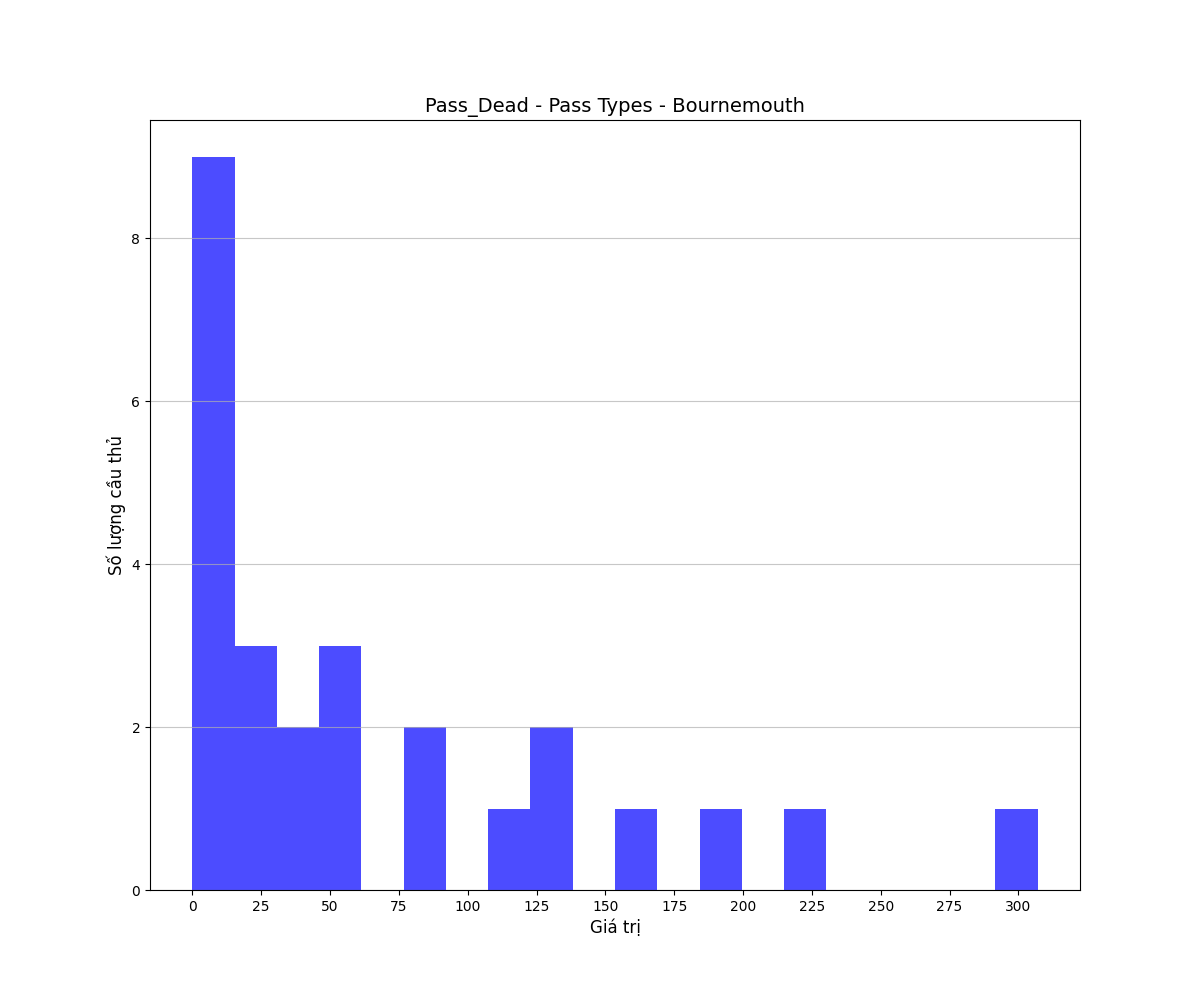 Pass_Dead - Pass Types - Bournemouth
Số lượng cầu thủ
8
6
4
2
0
0 25 50 75 100 125 150 175 200 225 250 275 300
Giá trị